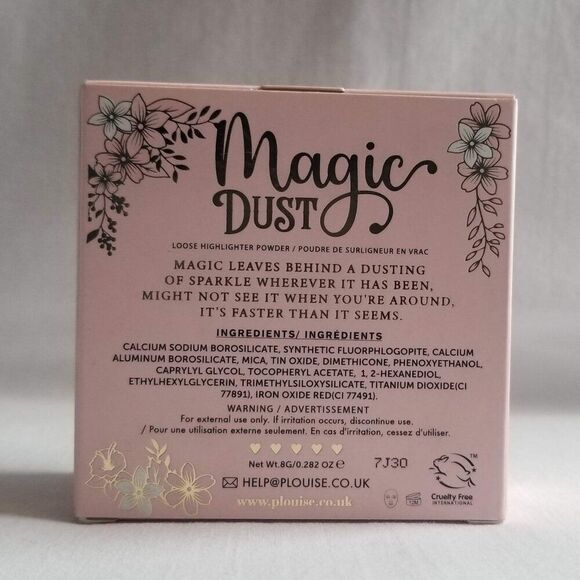 Magic
DUST
LOOSE HIGHLIGHTER POWDER / POUDRE DE SURLIGNEUR EN VRAC
MAGIC LEAVES BEHIND A DUSTING
OF SPARKLE WHEREVER IT HAS BEEN,
MIGHT NOT SEE IT WHEN YOU'RE AROUND,
IT'S FASTER THAN IT SEEMS.
INGREDIENTS/ INGRÉDIENTS
CALCIUM SODIUM BOROSILICATE, SYNTHETIC FLUORPHLOGOPITE, CALCIUM
ALUMINUM BOROSILICATE, MICA, TIN OXIDE, DIMETHICONE, PHENOXYETHANOL,
CAPRYLYL GLYCOL, TOCOPHERYL ACETATE, 1, 2-HEXANEDIOL,
ETHYLHEXYLGLYCERIN, TRIMETHYLSILOXYSILICATE, TITANIUM DIOXIDE(CI
77891), IRON OXIDE RED(CI 77491).
WARNING / ADVERTISSEMENT
For external use only. If irritation occurs, discontinue use.
/ Pour une utilisation externe seulement. En cas d'irritation, cessez d'utiliser.
Net Wt.8G/0.282 OZ e
7J30
TM
HELP@PLOUISE.CO.UK
www.plouise.co.uk
12M
Cruelty Free
INTERNATIONAL